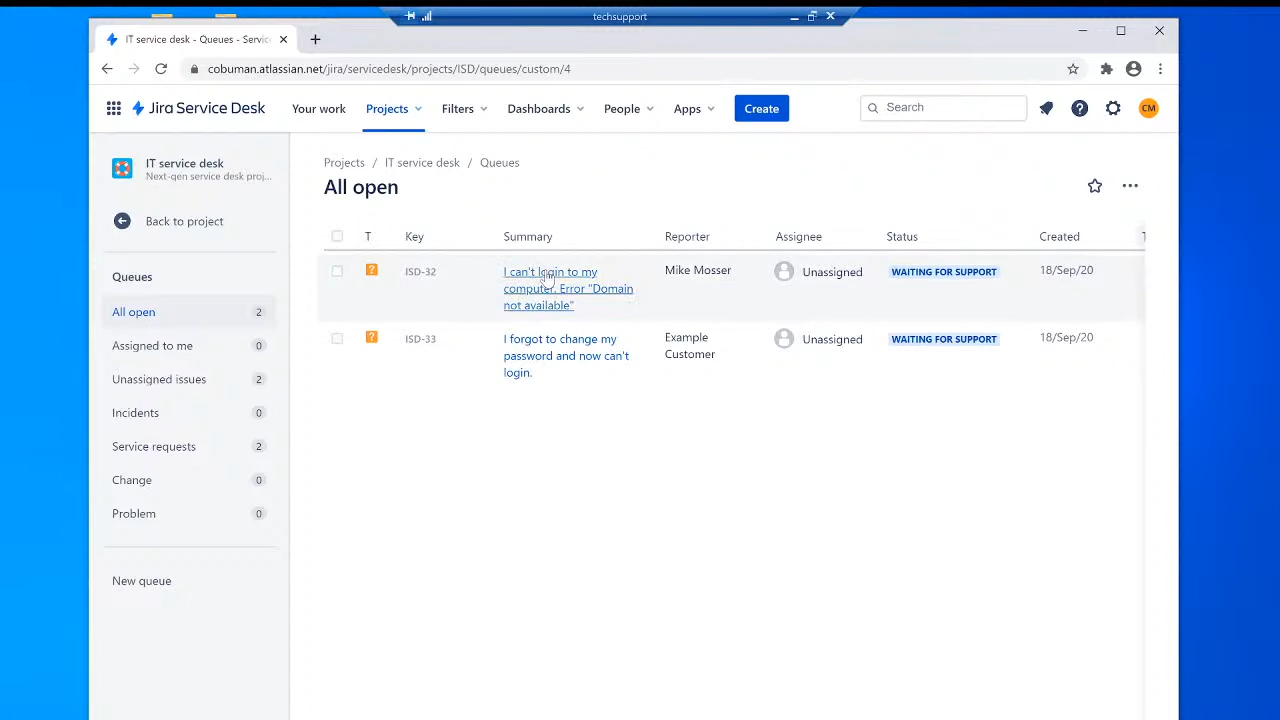 techsupport
IT service desk - Queues - Servic
cobuman.atlassian.net/jira/servicedesk/projects/ISD/queues/custom/4
Jira Service Desk
Your work
Projects
Filters
Dashboards
People
Apps
Create
Search
CM
IT service desk
Next-gen service desk proj...
Back to project
Queues
All open 2
Assigned to me 0
Unassigned issues 2
Incidents 0
Service requests 2
Change 0
Problem 0
New queue
Projects / IT service desk / Queues
All open
T Key Summary Reporter Assignee Status Created T
ISD-32
I can't login to my
computer. Error "Domain
not available"
Mike Mosser
Unassigned
WAITING FOR SUPPORT
18/Sep/20
ISD-33
I forgot to change my
password and now can't
login.
Example
Customer
Unassigned
WAITING FOR SUPPORT
18/Sep/20